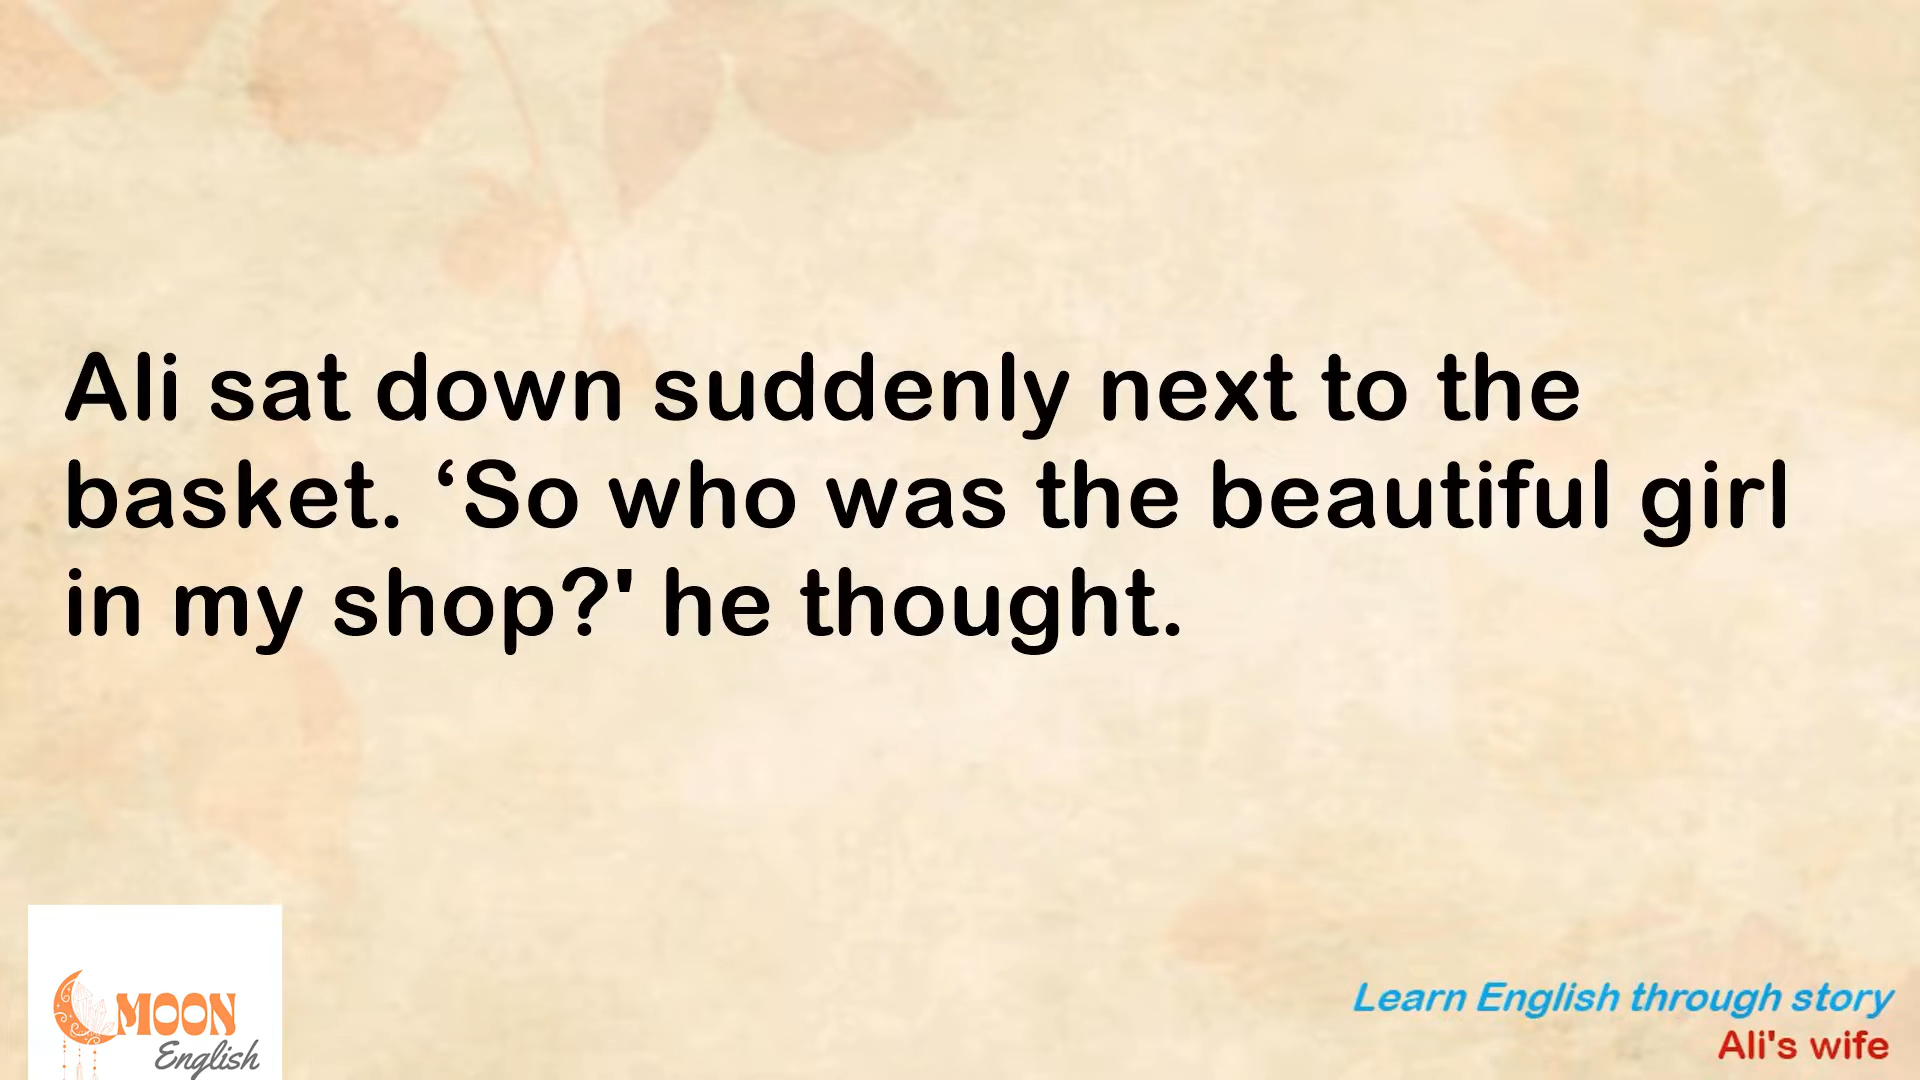 Ali sat down suddenly next to the
basket. ‘So who was the beautiful girl
in my shop?' he thought.
MOON
English
Learn English through story
Ali's wife